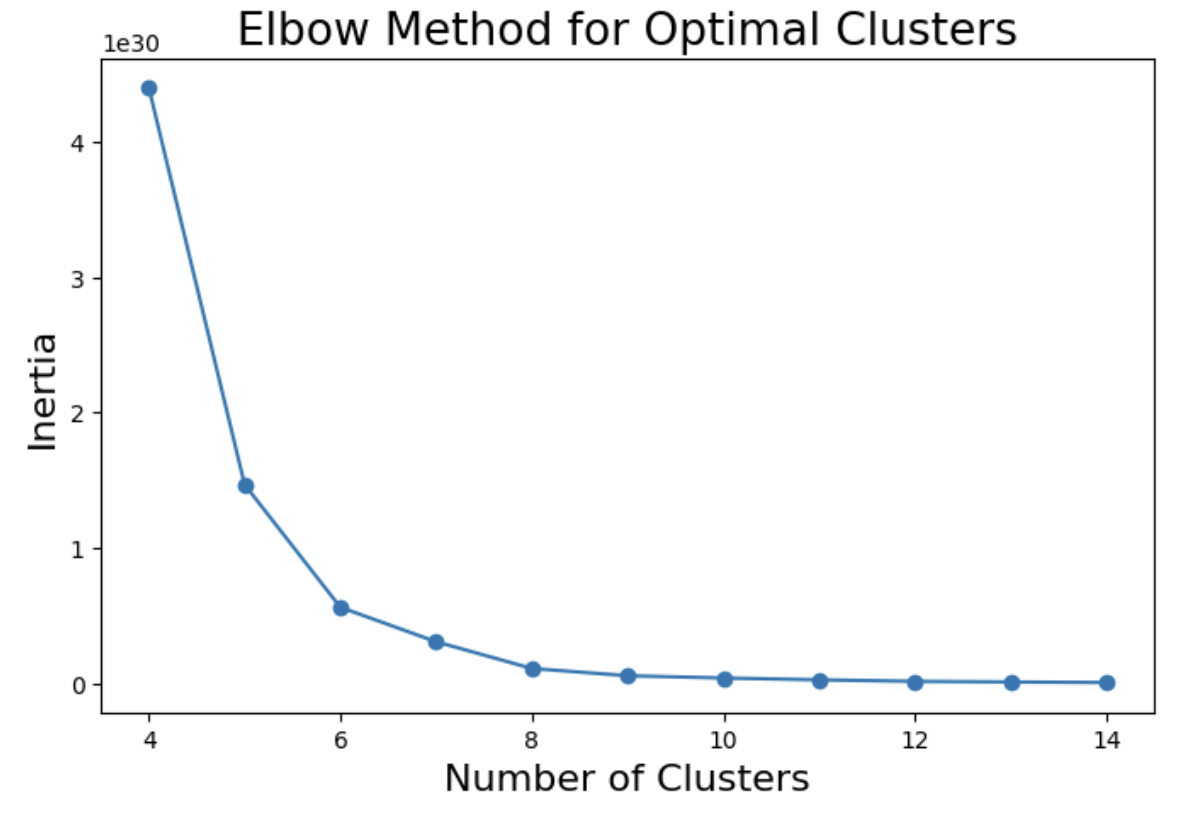 Elbow Method for Optimal Clusters
1e30
4
3
2
1
0
Inertia
4 6 8 10 12 14
Number of Clusters